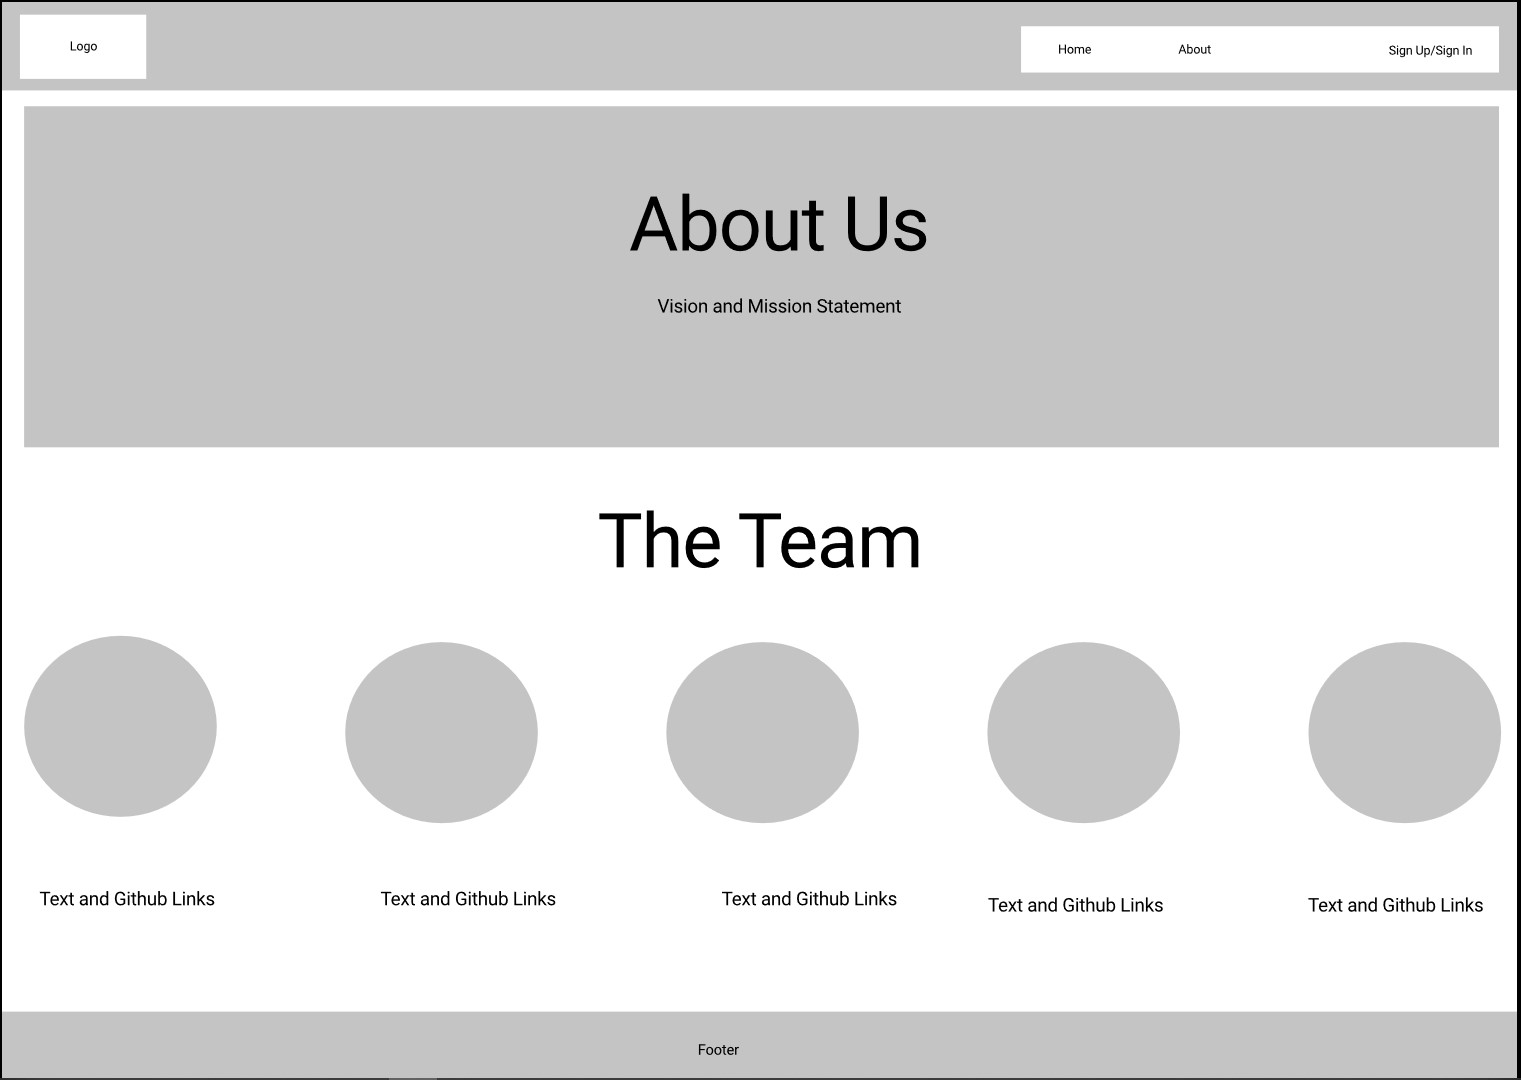 Logo
Home About Sign Up/Sign In
About Us
Vision and Mission Statement
The Team
Text and Github Links Text and Github Links Text and Github Links Text and Github Links Text and Github Links
Footer